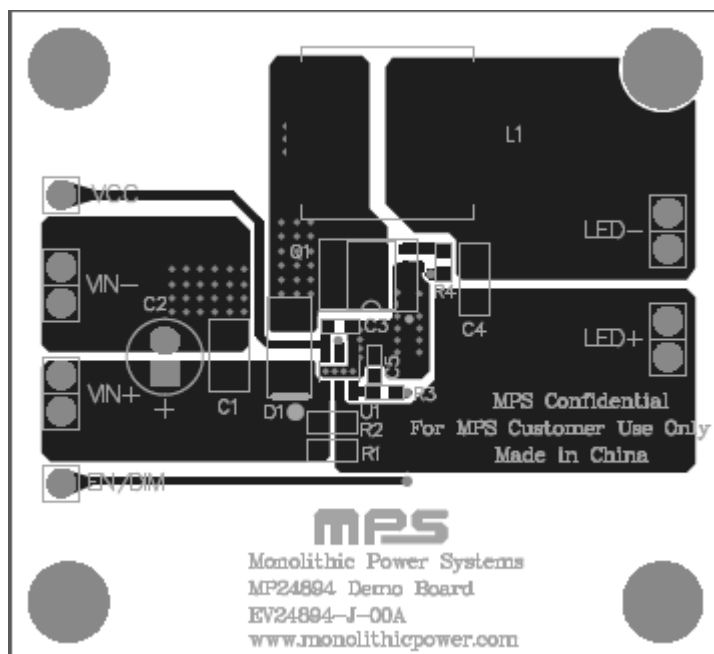 L1
VCC
LED-
Q1
VIN-
R4
C2
C3
C4
LED+
C5
VIN+
R3
MPS Confidential
C1
D1
U1
For MPS Customer Use Only
R2
Made in China
R1
EN/DIM
mps
Monolithic Power Systems
MP24894 Demo Board
EV24894-J-00A
www.monolithicpower.com